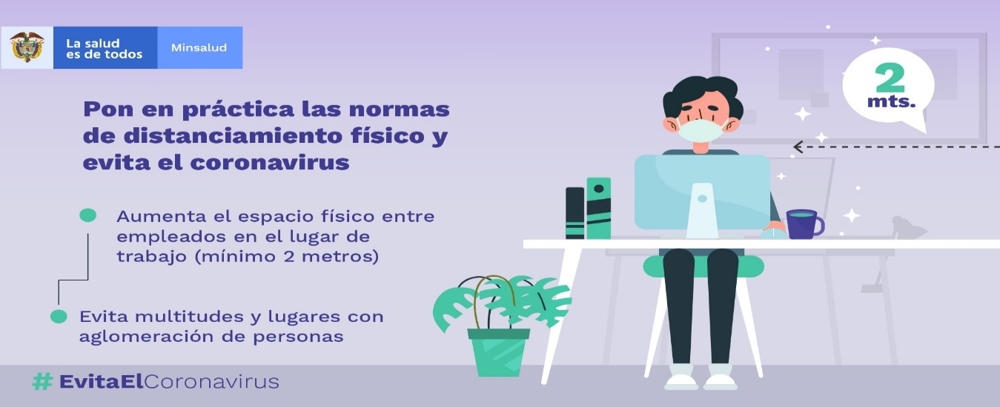 La salud
es de todos
Minsalud
Pon en práctica las normas
de distanciamiento físico y
evita el coronavirus
Aumenta el espacio físico entre
empleados en el lugar de
trabajo (mínimo 2 metros)
Evita multitudes y lugares con
aglomeración de personas
# EvitaElCoronavirus
2
mts.